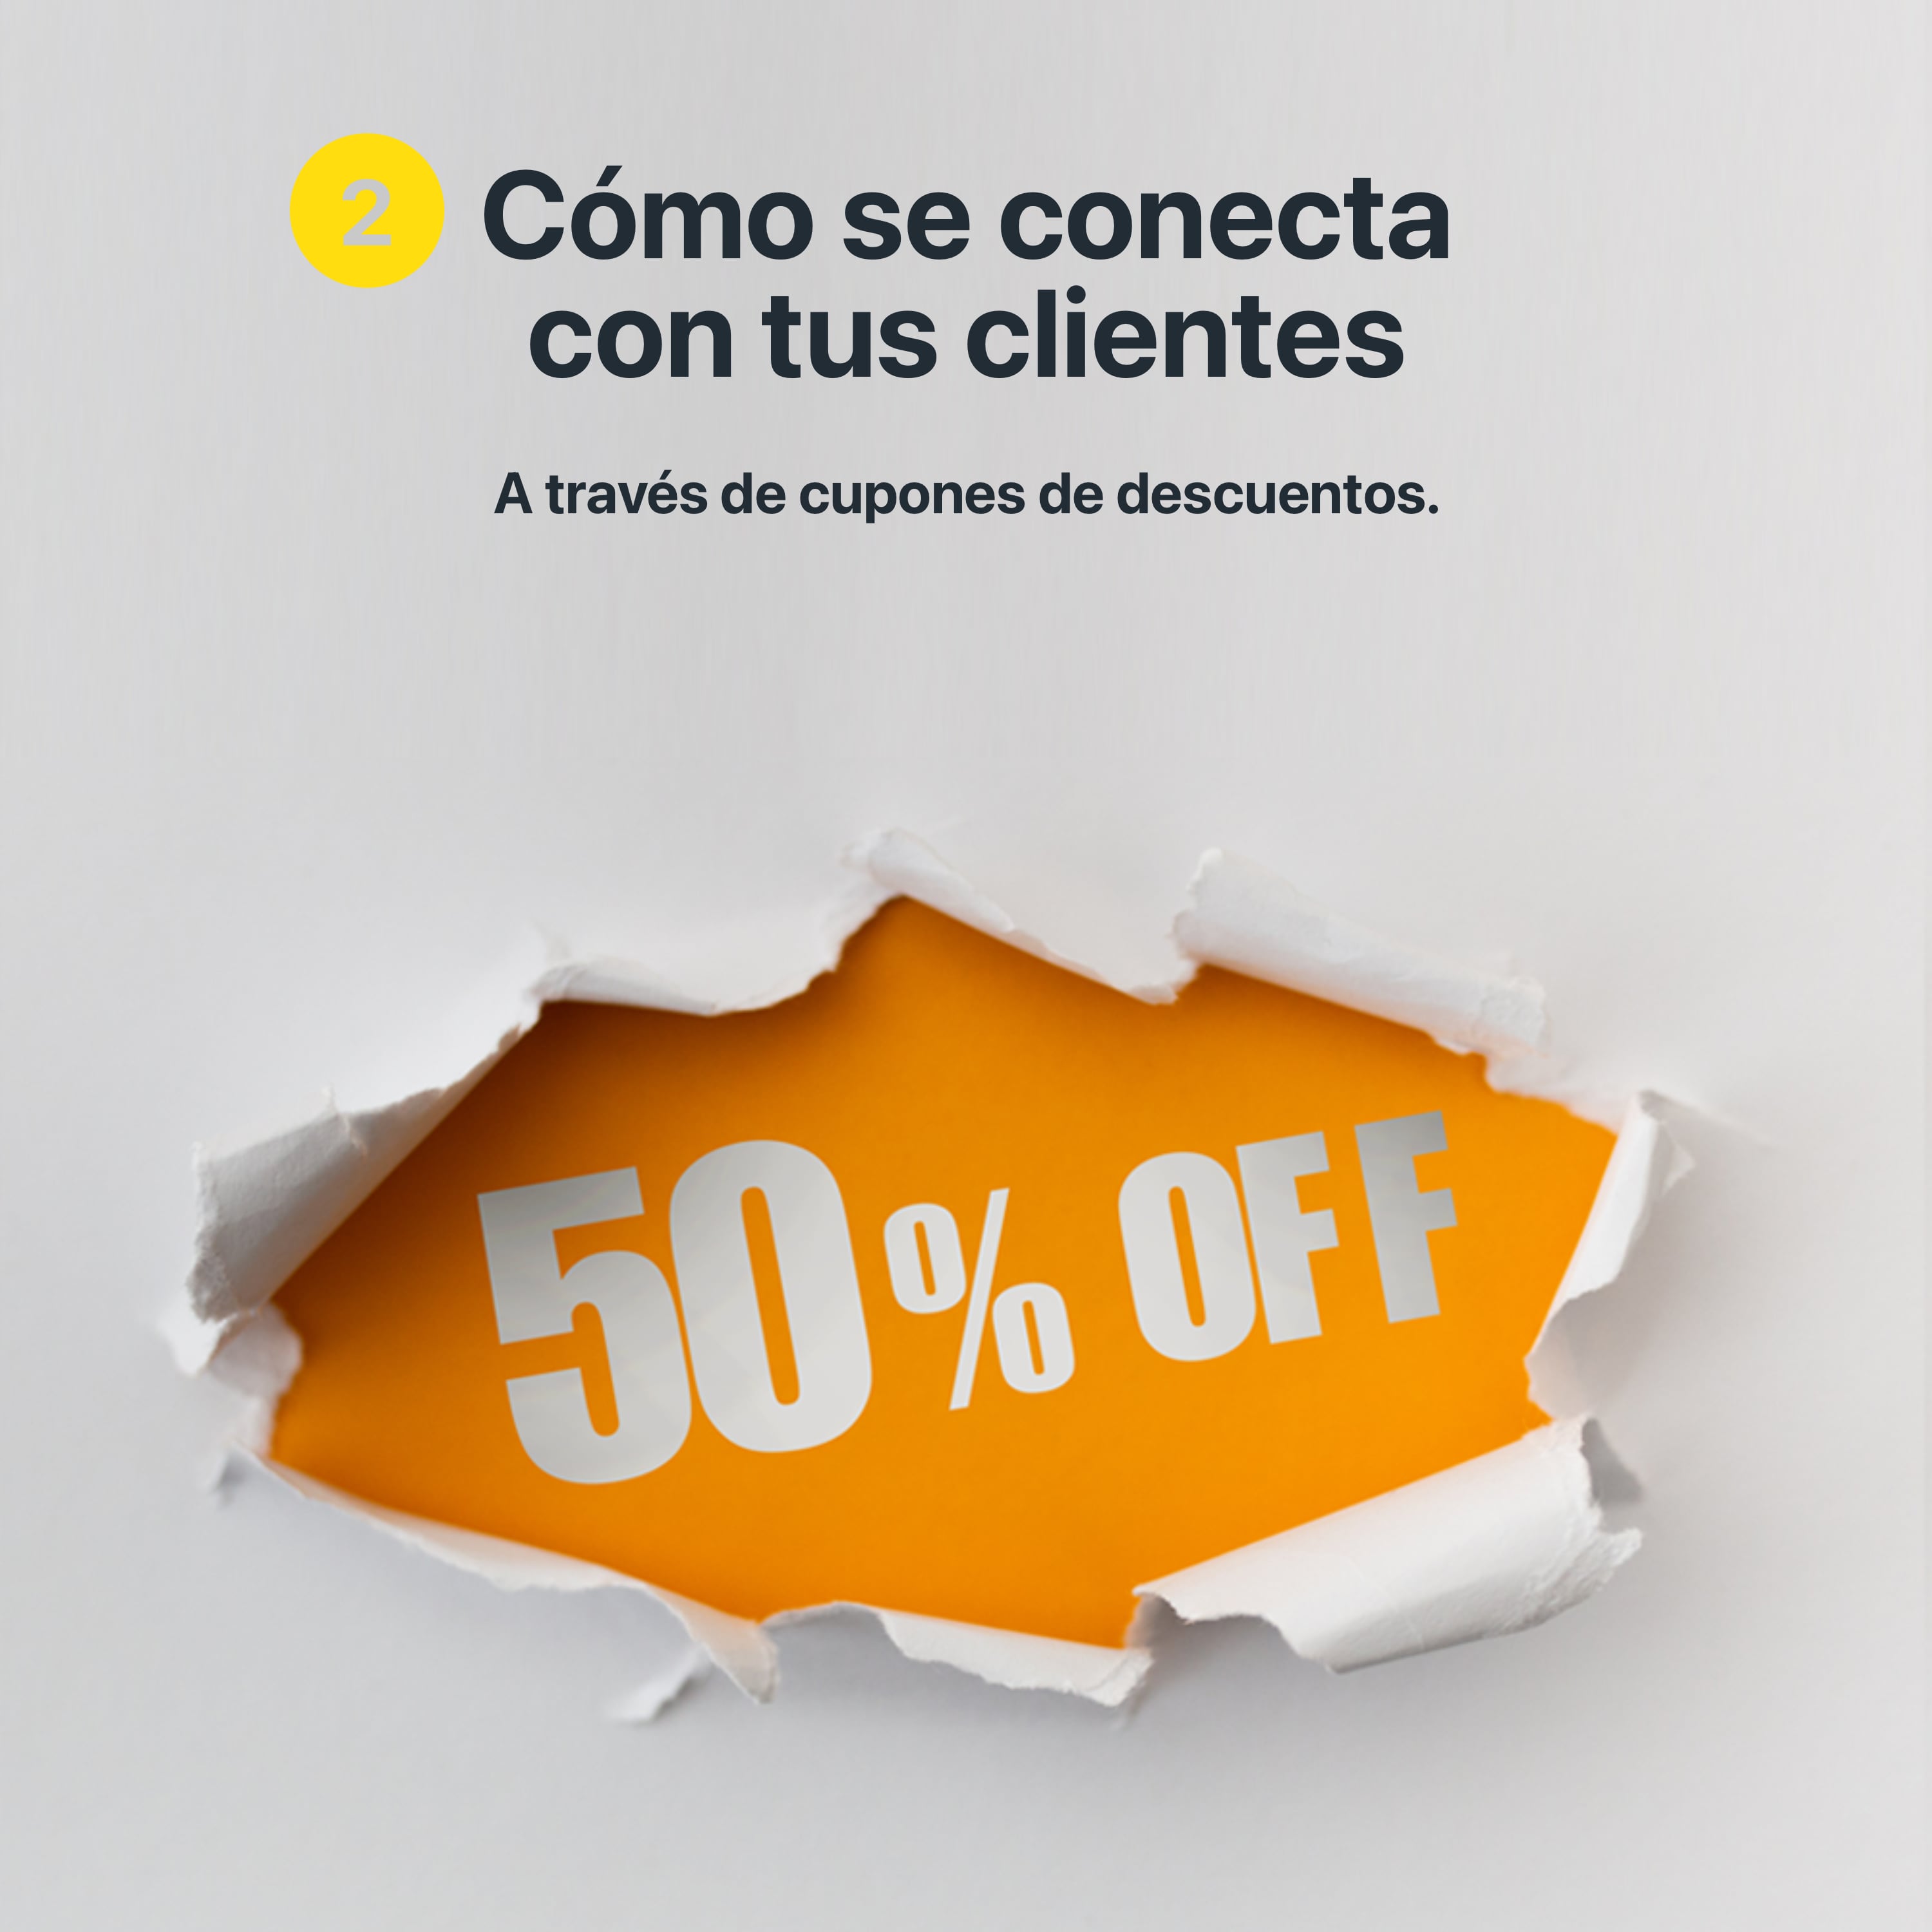 2
Cómo se conecta
con tus clientes
A través de cupones de descuentos.
50% OFF